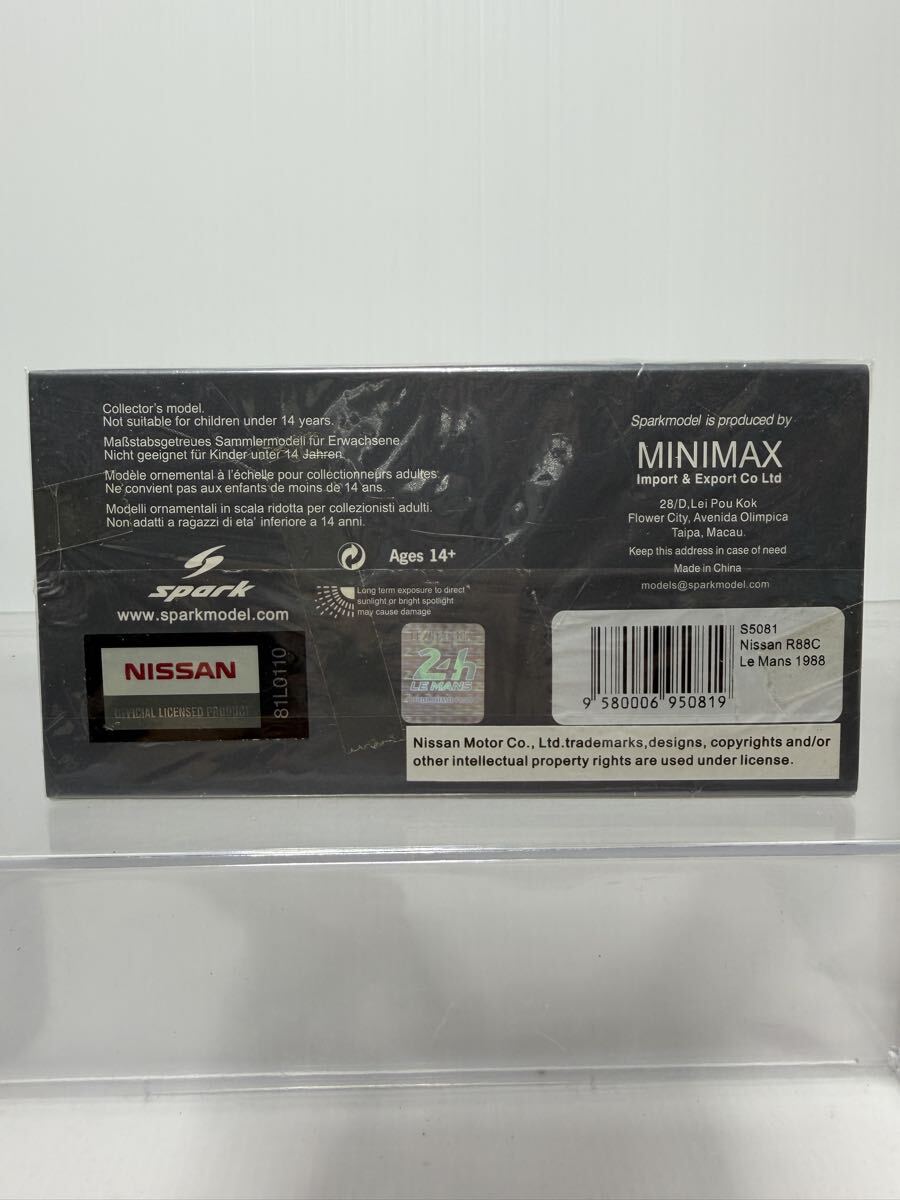 Collector's model.
Not suitable for children under 14 years.
Maßstabsgetreues Sammlermodell für Erwachsene.
Nicht geeignet für Kinder unter 14 Jahren.
Modèle ornemental à l'échelle pour collectionneurs adultes.
Ne convient pas aux enfants de moins de 14 ans.
Modelli ornamentali in scala ridotta per collezionisti adulti.
Non adatti a ragazzi di eta' inferiore a 14 anni.
spark
www.sparkmodel.com
Ages 14+
Long term exposure to direct
sunlight or bright spotlight
may cause damage
NISSAN
OFFICIAL LICENSED PRODUCT
81L0110
24h
LE MANS
Sparkmodel is produced by
MINIMAX
Import & Export Co Ltd
28/D,Lei Pou Kok
Flower City, Avenida Olimpica
Taipa, Macau.
Keep this address in case of need
Made in China
models@sparkmodel.com
S5081
Nissan R88C
Le Mans 1988
9 580006 950819
Nissan Motor Co., Ltd.trademarks,designs, copyrights and/or
other intellectual property rights are used under license.